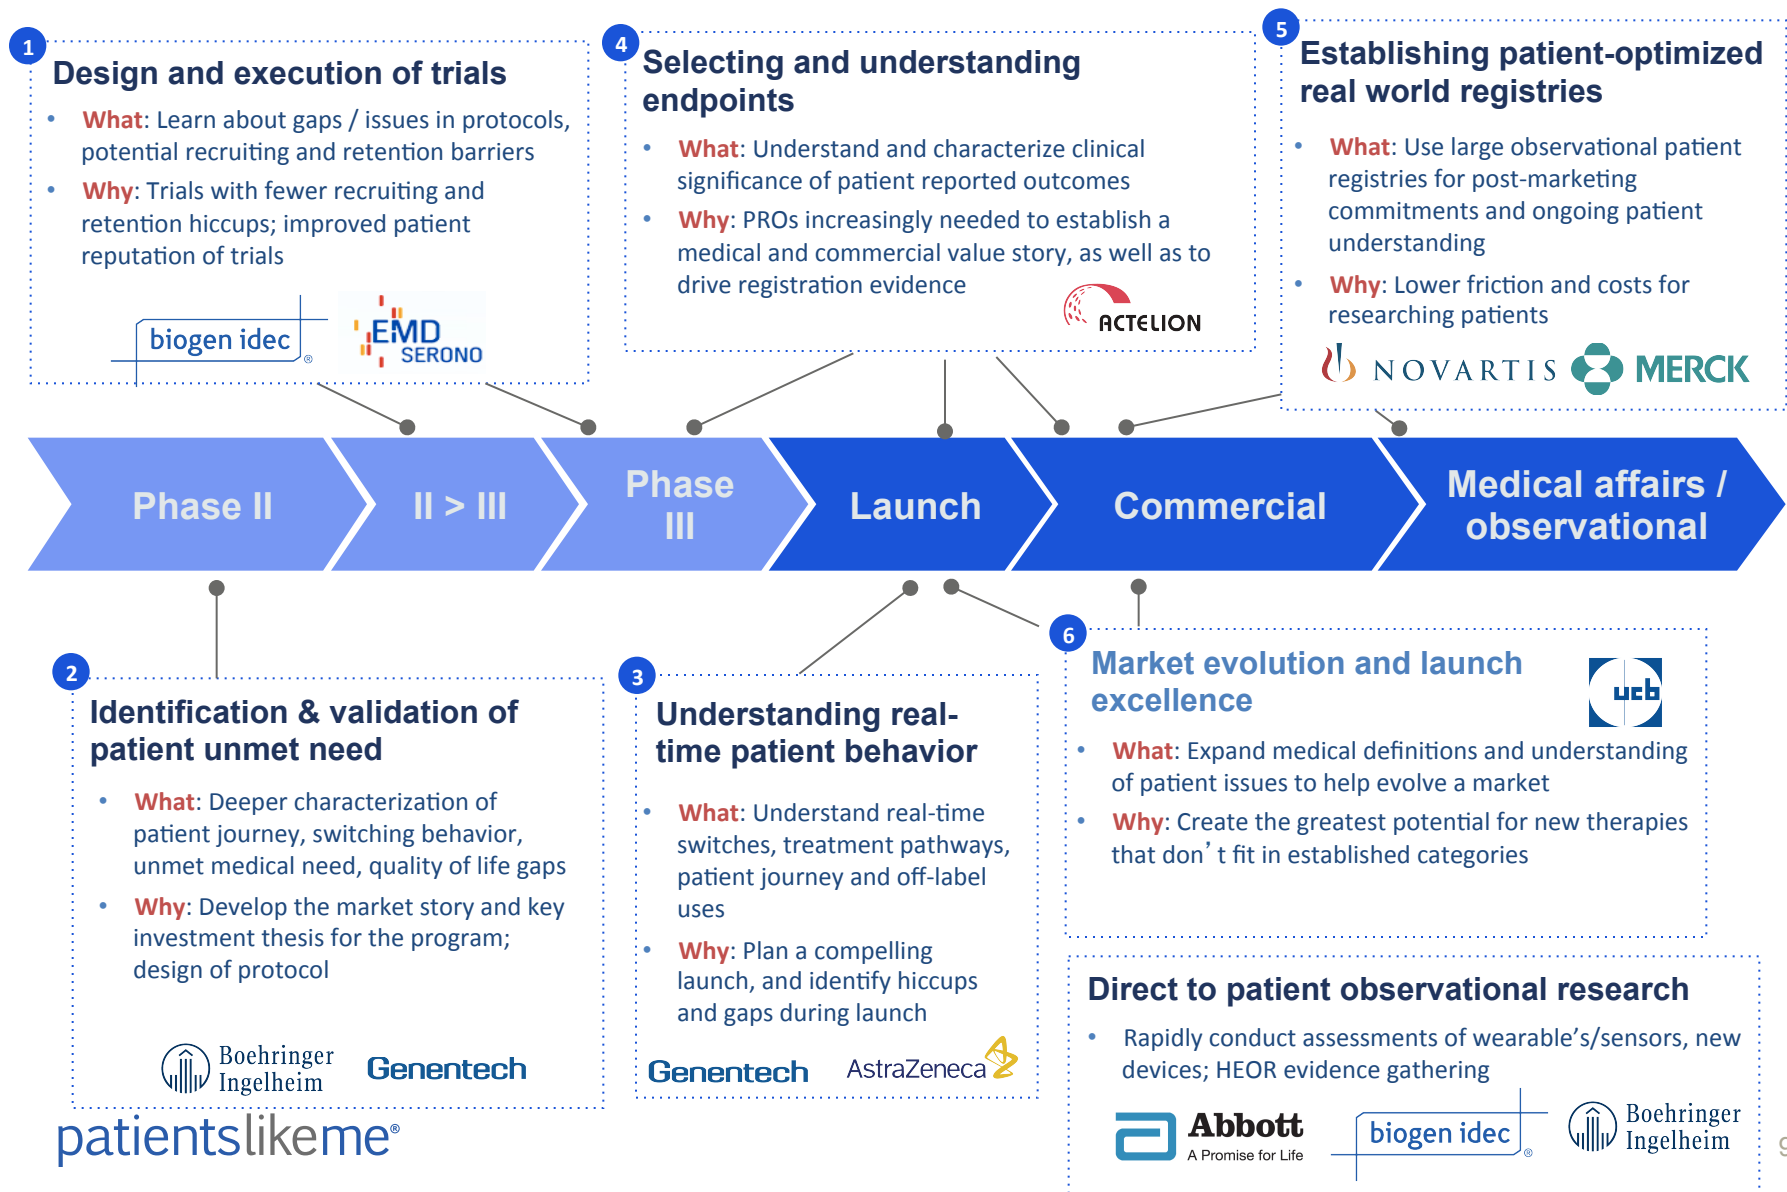 1
Design and execution of trials
• What: Learn about gaps / issues in protocols,
potential recruiting and retention barriers
• Why: Trials with fewer recruiting and
retention hiccups; improved patient
reputation of trials
biogen idec ®
EMD
SERONO
4
Selecting and understanding
endpoints
• What: Understand and characterize clinical
significance of patient reported outcomes
• Why: PROs increasingly needed to establish a
medical and commercial value story, as well as to
drive registration evidence
ACTELION
5
Establishing patient-optimized
real world registries
• What: Use large observational patient
registries for post-marketing
commitments and ongoing patient
understanding
• Why: Lower friction and costs for
researching patients
NOVARTIS
MERCK
Phase II
II > III
Phase
III
Launch
Commercial
Medical affairs /
observational
2
Identification & validation of
patient unmet need
• What: Deeper characterization of
patient journey, switching behavior,
unmet medical need, quality of life gaps
• Why: Develop the market story and key
investment thesis for the program;
design of protocol
Boehringer
Ingelheim
Genentech
3
Understanding real-
time patient behavior
• What: Understand real-time
switches, treatment pathways,
patient journey and off-label
uses
• Why: Plan a compelling
launch, and identify hiccups
and gaps during launch
Genentech
AstraZeneca
6
Market evolution and launch
excellence
ucb
• What: Expand medical definitions and understanding
of patient issues to help evolve a market
• Why: Create the greatest potential for new therapies
that don’ t fit in established categories
Direct to patient observational research
• Rapidly conduct assessments of wearable’s/sensors, new
devices; HEOR evidence gathering
Abbott
A Promise for Life
biogen idec ®
Boehringer
Ingelheim
patientslikeme®
9